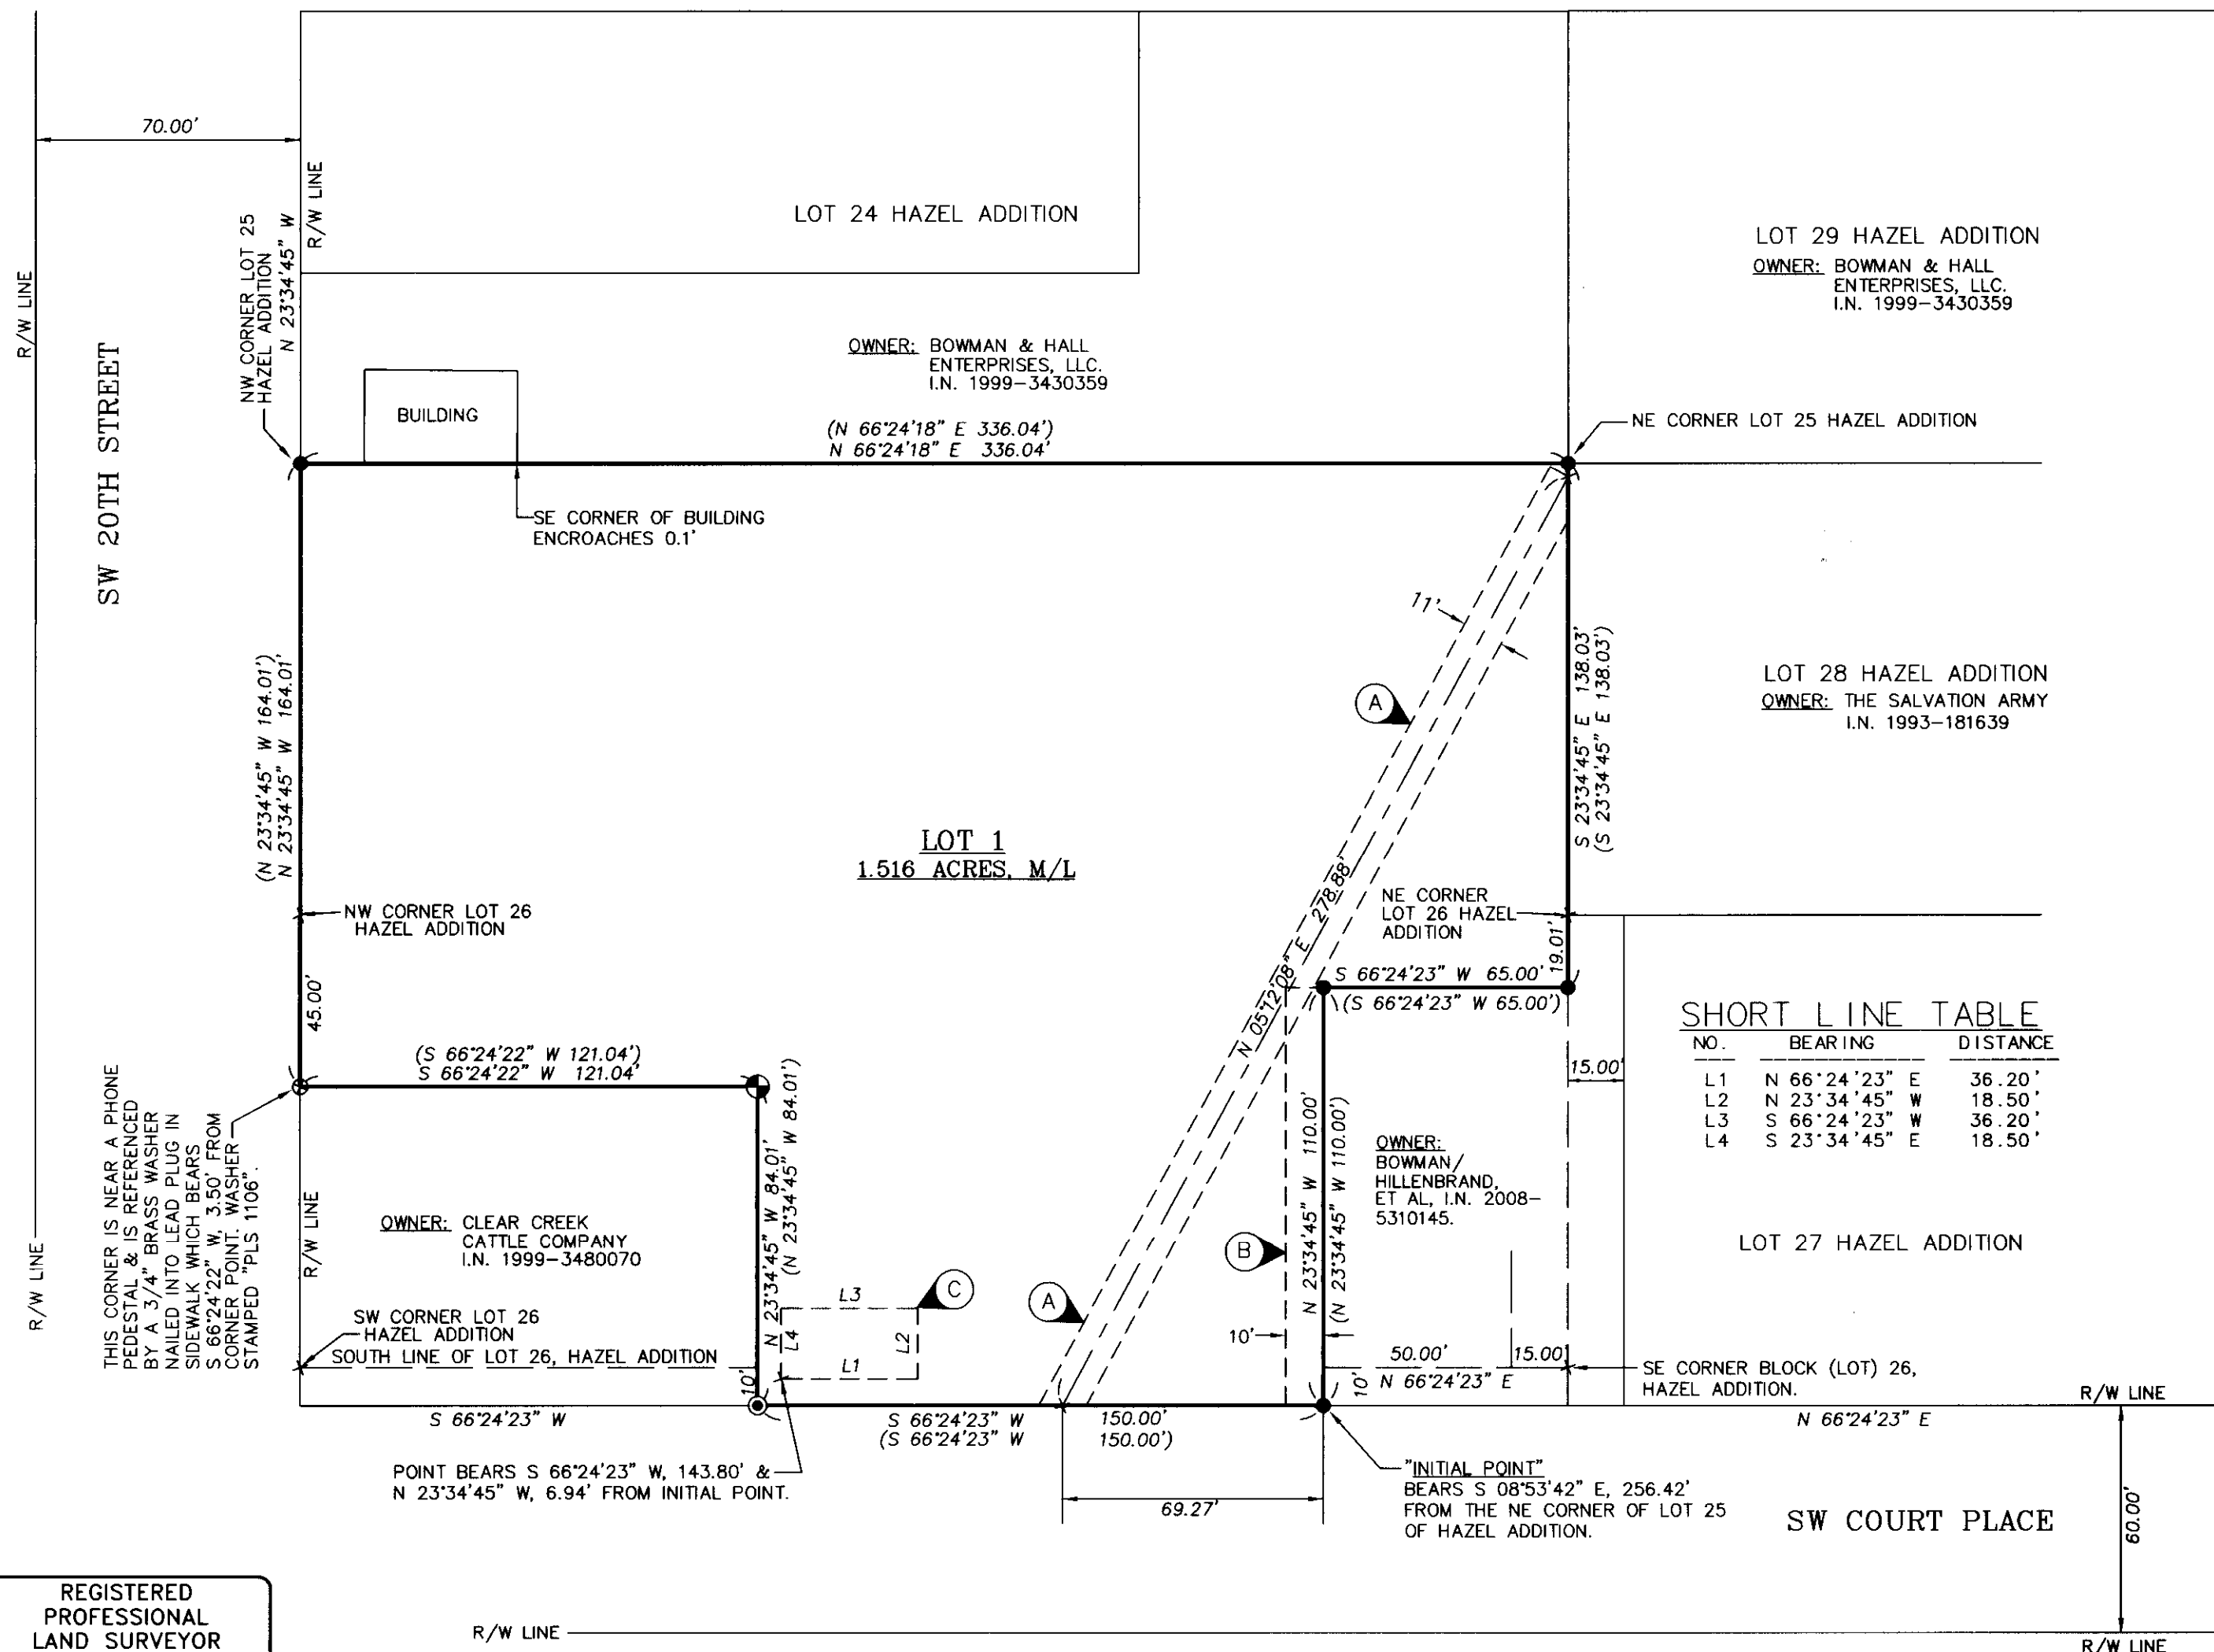 70.00'
R/W LINE
R/W LINE
NW CORNER LOT 25
HAZEL ADDITION
N 23°34'45" W
LOT 24 HAZEL ADDITION
LOT 29 HAZEL ADDITION
OWNER: BOWMAN & HALL
ENTERPRISES, LLC.
I.N. 1999-3430359
SW 20TH STREET
OWNER: BOWMAN & HALL
ENTERPRISES, LLC.
I.N. 1999-3430359
BUILDING
(N 66°24'18" E 336.04')
N 66°24'18" E 336.04'
NE CORNER LOT 25 HAZEL ADDITION
SE CORNER OF BUILDING
ENCROACHES 0.1'
11'
A
(N 23°34'45" W 164.01')
N 23°34'45" W 164.01'
S 23°34'45" E 138.03'
(S 23°34'45" E 138.03')
LOT 28 HAZEL ADDITION
OWNER: THE SALVATION ARMY
I.N. 1993-181639
LOT 1
1.516 ACRES, M/L
N 05°12'08" E 278.88'
NW CORNER LOT 26
HAZEL ADDITION
NE CORNER
LOT 26 HAZEL
ADDITION
19.01'
45.00'
S 66°24'23" W 65.00'
(S 66°24'23" W 65.00')
(S 66°24'22" W 121.04')
S 66°24'22" W 121.04'
15.00'
SHORT LINE TABLE
NO. BEARING DISTANCE
L1 N 66°24'23" E 36.20'
L2 N 23°34'45" W 18.50'
L3 S 66°24'23" W 36.20'
L4 S 23°34'45" E 18.50'
THIS CORNER IS NEAR A PHONE
PEDESTAL & IS REFERENCED
BY A 3/4" BRASS WASHER
NAILED INTO LEAD PLUG IN
SIDEWALK WHICH BEARS
S 66°24'22" W, 3.50' FROM
CORNER POINT. WASHER
STAMPED "PLS 1106".
R/W LINE
R/W LINE
OWNER: CLEAR CREEK
CATTLE COMPANY
I.N. 1999-3480070
N 23°34'45" W 84.01'
(N 23°34'45" W 84.01')
N 23°34'45" W 110.00'
(N 23°34'45" W 110.00')
OWNER:
BOWMAN/
HILLENBRAND,
ET AL, I.N. 2008-
5310145.
LOT 27 HAZEL ADDITION
B
C
A
L3
L4
L2
L1
SW CORNER LOT 26
HAZEL ADDITION
SOUTH LINE OF LOT 26, HAZEL ADDITION
10'
10'
50.00'
15.00'
N 66°24'23" E
10'
SE CORNER BLOCK (LOT) 26,
HAZEL ADDITION.
R/W LINE
S 66°24'23" W
S 66°24'23" W 150.00'
(S 66°24'23" W 150.00')
N 66°24'23" E
POINT BEARS S 66°24'23" W, 143.80' &
N 23°34'45" W, 6.94' FROM INITIAL POINT.
69.27'
"INITIAL POINT"
BEARS S 08°53'42" E, 256.42'
FROM THE NE CORNER OF LOT 25
OF HAZEL ADDITION.
SW COURT PLACE
60.00'
REGISTERED
PROFESSIONAL
LAND SURVEYOR
R/W LINE
R/W LINE